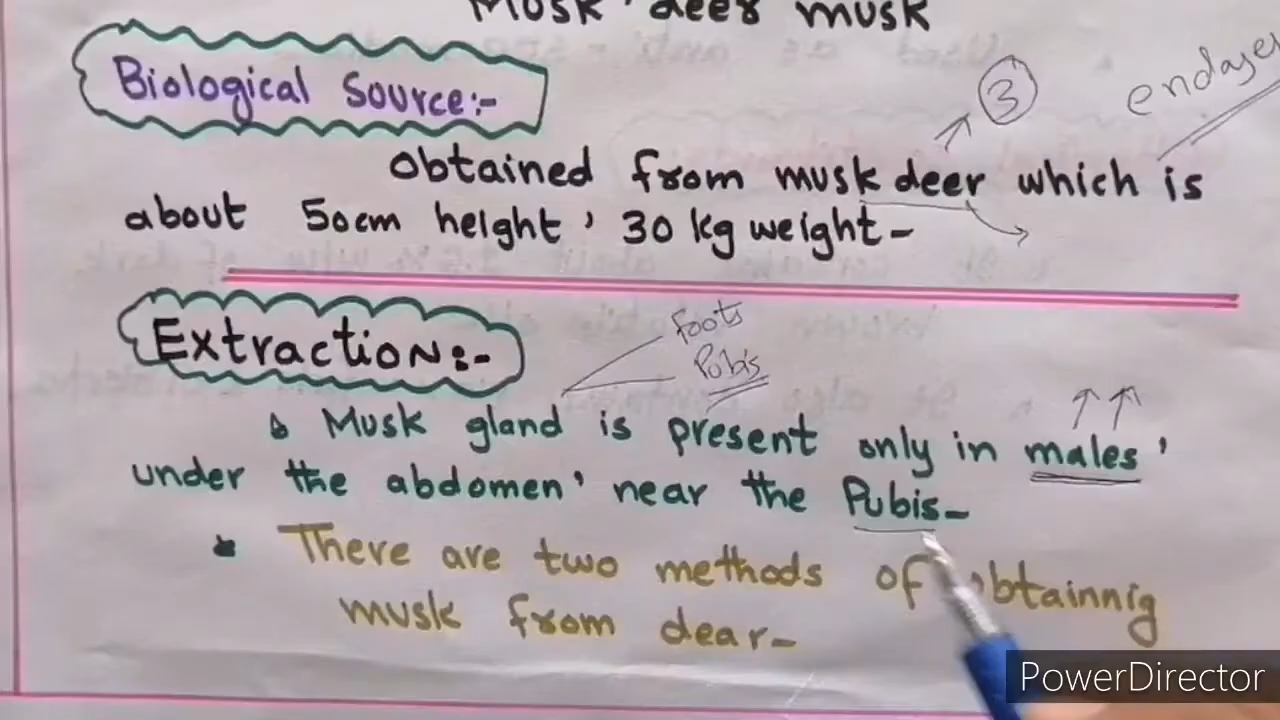 Musk deer musk
Biological Source:-
3
Obtained from musk deer which is
about 50cm height, 30 kg weight-
Extraction:-
Foots
Pubis
Musk gland is present only in males,
under the abdomen, near the Pubis-
There are two methods of obtainnig
musk from dear-
PowerDirector